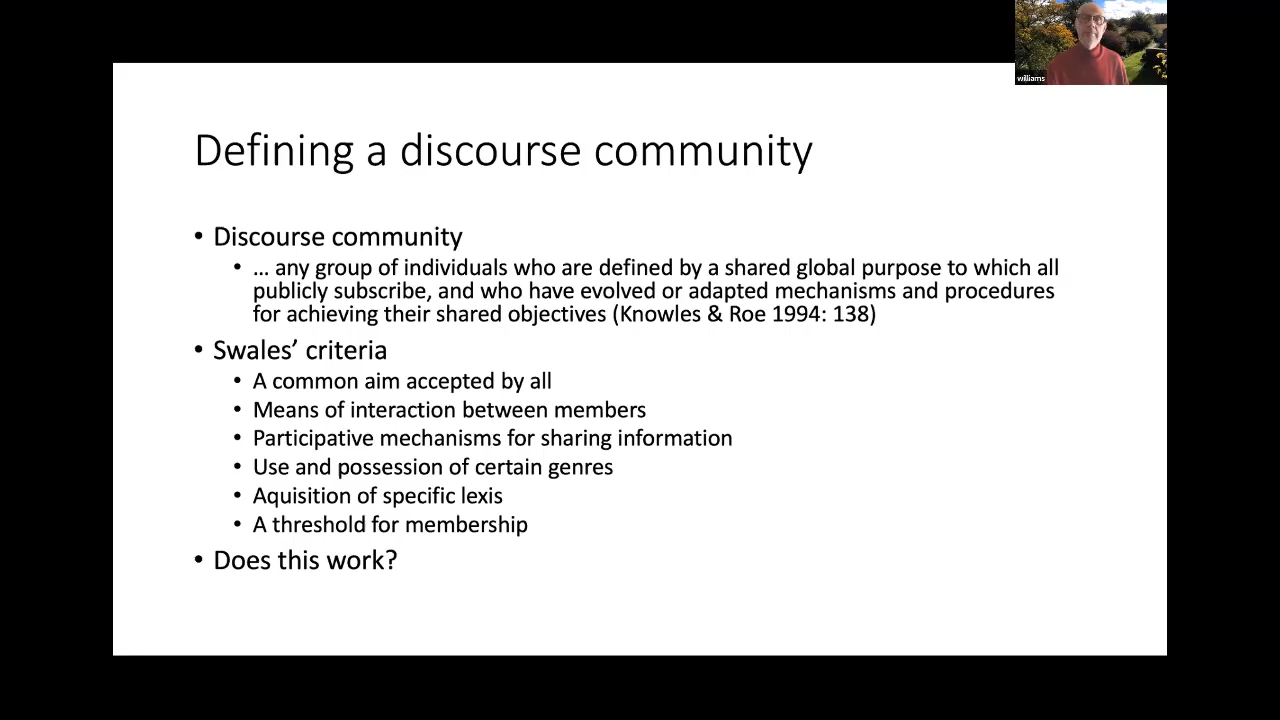 williams
Defining a discourse community
• Discourse community
• … any group of individuals who are defined by a shared global purpose to which all
publicly subscribe, and who have evolved or adapted mechanisms and procedures
for achieving their shared objectives (Knowles & Roe 1994: 138)
• Swales’ criteria
• A common aim accepted by all
• Means of interaction between members
• Participative mechanisms for sharing information
• Use and possession of certain genres
• Aquisition of specific lexis
• A threshold for membership
• Does this work?